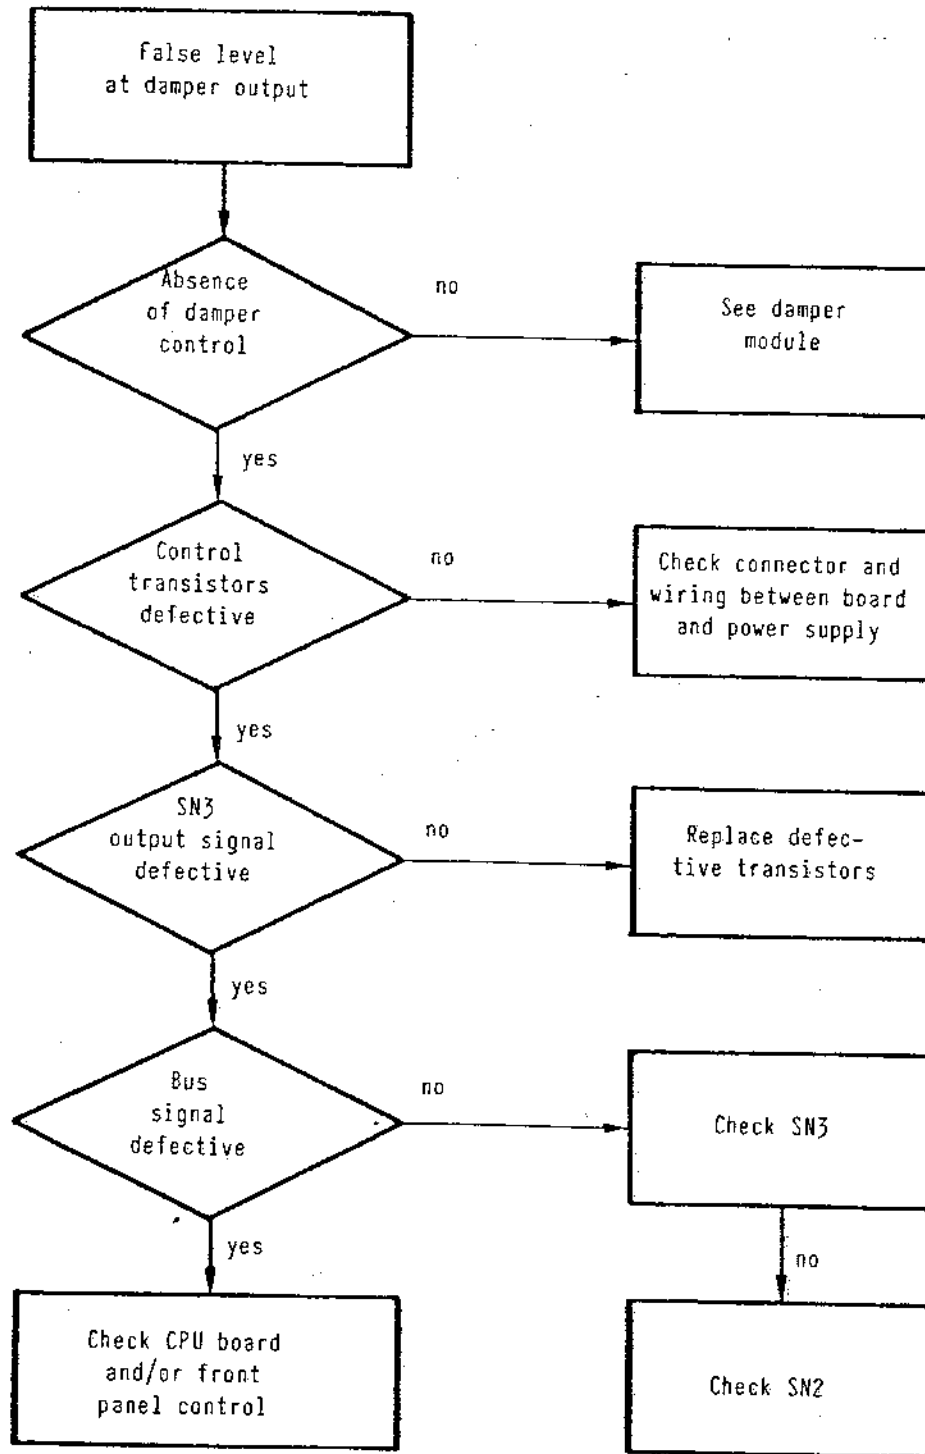 False level
at damper output
Absence
of damper
control
no
See damper
module
yes
Control
transistors
defective
no
Check connector and
wiring between board
and power supply
yes
SN3
output signal
defective
no
Replace defec-
tive transistors
yes
Bus
signal
defective
no
Check SN3
yes
no
Check CPU board
and/or front
panel control
Check SN2